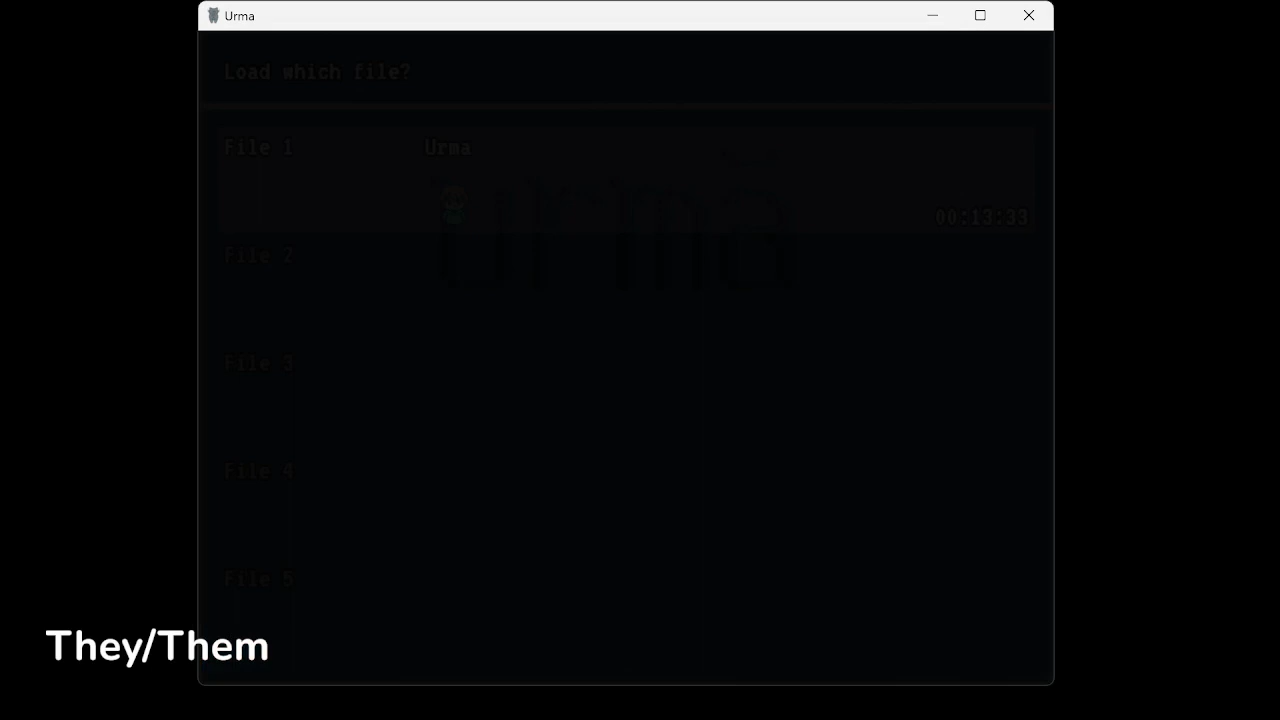 Urma
Load which file?
File 1
Urma
00:13:33
File 2
File 3
File 4
File 5
They/Them